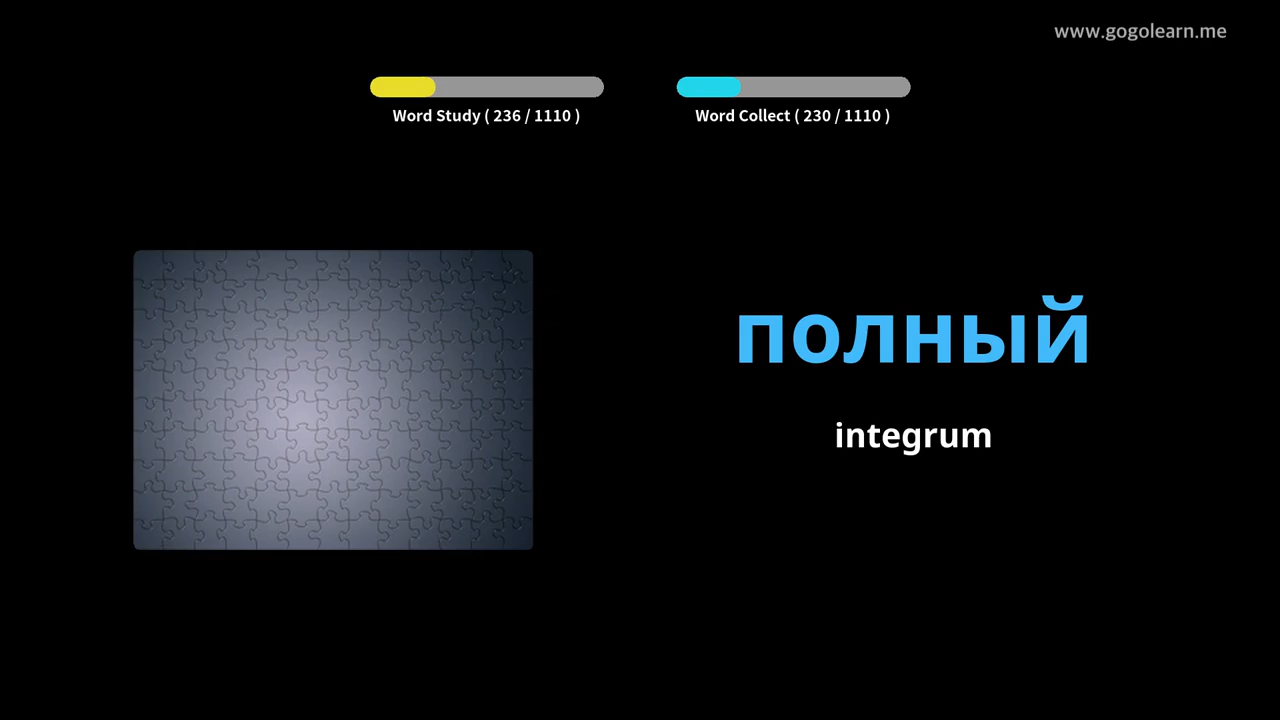 www.gogolearn.me
Word Study ( 236 / 1110 )
Word Collect ( 230 / 1110 )
полный
integrum